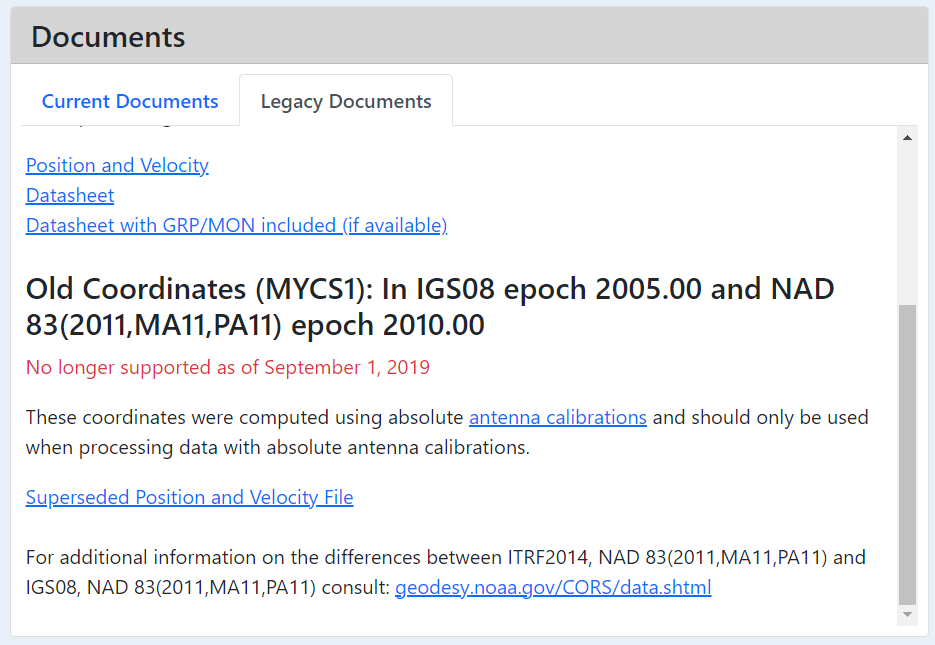 Documents
Current Documents
Legacy Documents
Position and Velocity
Datasheet
Datasheet with GRP/MON included (if available)
Old Coordinates (MYCS1): In IGS08 epoch 2005.00 and NAD
83(2011,MA11,PA11) epoch 2010.00
No longer supported as of September 1, 2019
These coordinates were computed using absolute antenna calibrations and should only be used
when processing data with absolute antenna calibrations.
Superseded Position and Velocity File
For additional information on the differences between ITRF2014, NAD 83(2011,MA11,PA11) and
IGS08, NAD 83(2011,MA11,PA11) consult: geodesy.noaa.gov/CORS/data.shtml